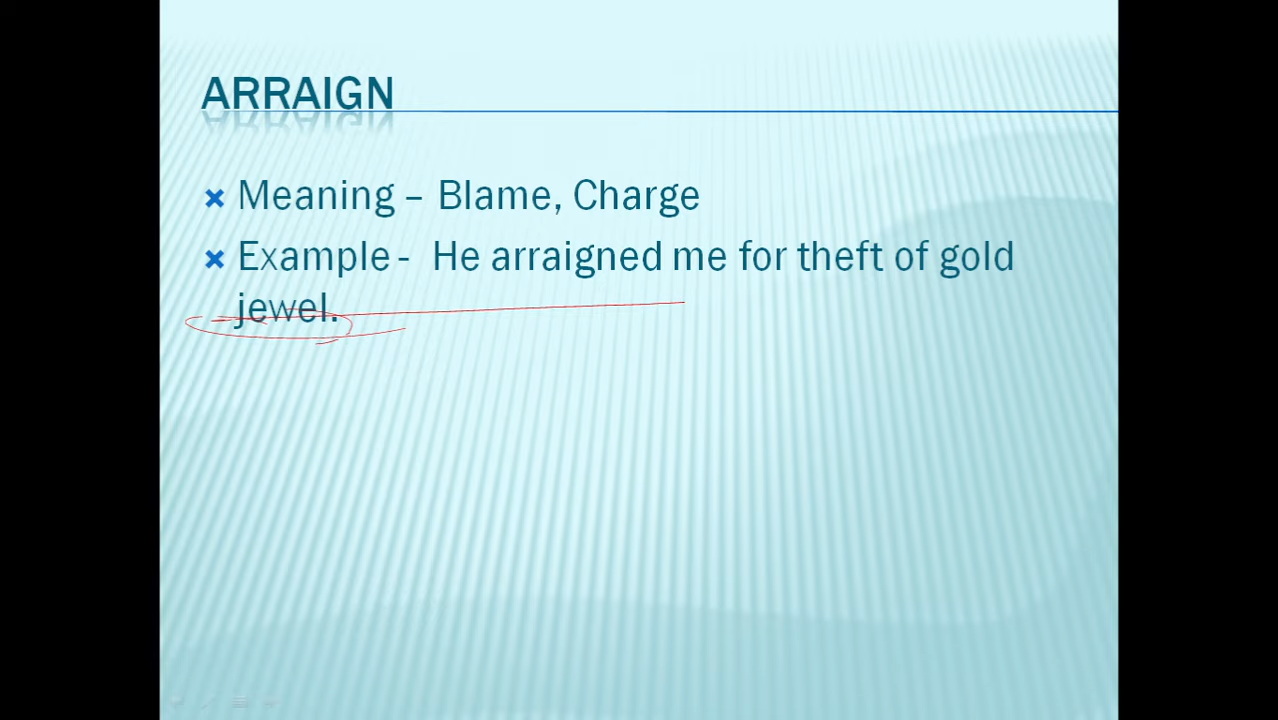 ARRAIGN
Meaning – Blame, Charge
Example - He arraigned me for theft of gold
jewel.